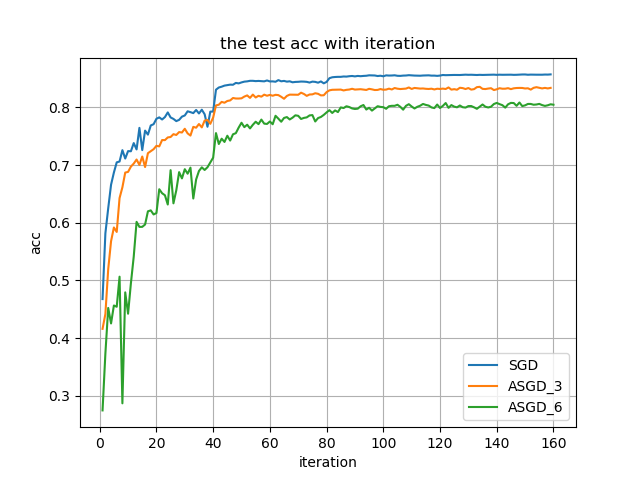 the test acc with iteration
acc
0.8
0.7
0.6
0.5
0.4
0.3
SGD
ASGD_3
ASGD_6
0 20 40 60 80 100 120 140 160
iteration